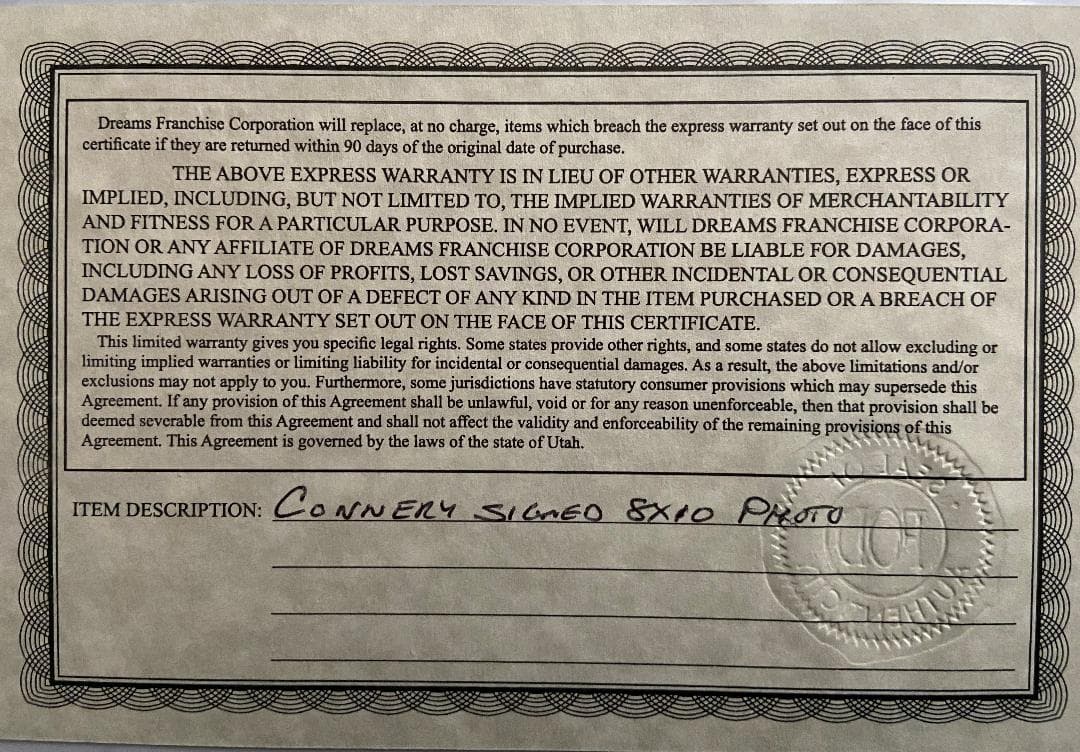 Dreams Franchise Corporation will replace, at no charge, items which breach the express warranty set out on the face of this
certificate if they are returned within 90 days of the original date of purchase.
THE ABOVE EXPRESS WARRANTY IS IN LIEU OF OTHER WARRANTIES, EXPRESS OR
IMPLIED, INCLUDING, BUT NOT LIMITED TO, THE IMPLIED WARRANTIES OF MERCHANTABILITY
AND FITNESS FOR A PARTICULAR PURPOSE. IN NO EVENT, WILL DREAMS FRANCHISE CORPORA-
TION OR ANY AFFILIATE OF DREAMS FRANCHISE CORPORATION BE LIABLE FOR DAMAGES,
INCLUDING ANY LOSS OF PROFITS, LOST SAVINGS, OR OTHER INCIDENTAL OR CONSEQUENTIAL
DAMAGES ARISING OUT OF A DEFECT OF ANY KIND IN THE ITEM PURCHASED OR A BREACH OF
THE EXPRESS WARRANTY SET OUT ON THE FACE OF THIS CERTIFICATE.
This limited warranty gives you specific legal rights. Some states provide other rights, and some states do not allow excluding or
limiting implied warranties or limiting liability for incidental or consequential damages. As a result, the above limitations and/or
exclusions may not apply to you. Furthermore, some jurisdictions have statutory consumer provisions which may supersede this
Agreement. If any provision of this Agreement shall be unlawful, void or for any reason unenforceable, then that provision shall be
deemed severable from this Agreement and shall not affect the validity and enforceability of the remaining provisions of this
Agreement. This Agreement is governed by the laws of the state of Utah.
ITEM DESCRIPTION: CONNERY SIGNED 8X10 PHOTO